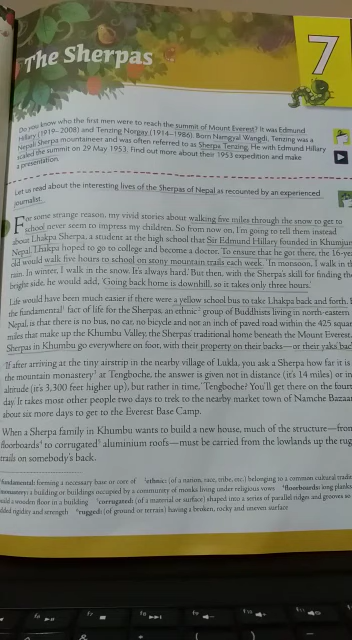 The Sherpas
7
Do you know who the first men were to reach the summit of Mount Everest? It was Edmund
Hillary (1919–2008) and Tenzing Norgay (1914–1986). Born Namgyal Wangdi, Tenzing was a
Nepali Sherpa mountaineer and was often referred to as Sherpa Tenzing. He with Edmund Hillary
scaled the summit on 29 May 1953. Find out more about their 1953 expedition and make
a presentation.
Let us read about the interesting lives of the Sherpas of Nepal as recounted by an experienced
journalist.
For some strange reason, my vivid stories about walking five miles through the snow to get to
school never seem to impress my children. So from now on, I'm going to tell them instead
about Lhakpa Sherpa, a student at the high school that Sir Edmund Hillary founded in Khumjun
Nepal. Lhakpa hoped to go to college and become a doctor. To ensure that he got there, the 16-ye
old would walk five hours to school on stony mountain trails each week. 'In monsoon, I walk in th
rain. In winter, I walk in the snow. It's always hard.' But then, with the Sherpa's skill for finding the
bright side, he would add, 'Going back home is downhill, so it takes only three hours.'
Life would have been much easier if there were a yellow school bus to take Lhakpa back and forth. B
the fundamental¹ fact of life for the Sherpas, an ethnic² group of Buddhists living in north-eastern
Nepal, is that there is no bus, no car, no bicycle and not an inch of paved road within the 425 squar
miles that make up the Khumbu Valley, the Sherpas' traditional home beneath the Mount Everest.
Sherpas in Khumbu go everywhere on foot, with their property on their backs—or their yaks' bac
'If after arriving at the tiny airstrip in the nearby village of Lukla, you ask a Sherpa how far it is
the mountain monastery³ at Tengboche, the answer is given not in distance (it's 14 miles) or in
altitude (it's 3,300 feet higher up), but rather in time, 'Tengboche? You'll get there on the fourt
day. It takes most other people two days to trek to the nearby market town of Namche Bazaar
about six more days to get to the Everest Base Camp.
When a Sherpa family in Khumbu wants to build a new house, much of the structure—from
floorboards⁴ to corrugated⁵ aluminium roofs—must be carried from the lowlands up the rug
trails on somebody's back.
fundamental: forming a necessary base or core of ²ethnic: (of a nation, race, tribe, etc.) belonging to a common cultural tradi
monastery: a building or buildings occupied by a community of monks living under religious vows ⁴floorboards: long planks
build a wooden floor in a building ⁵corrugated: (of a material or surface) shaped into a series of parallel ridges and grooves so
added rigidity and strength ⁶rugged: (of ground or terrain) having a broken, rocky and uneven surface
f6 f7 f8 f9 f10 f11